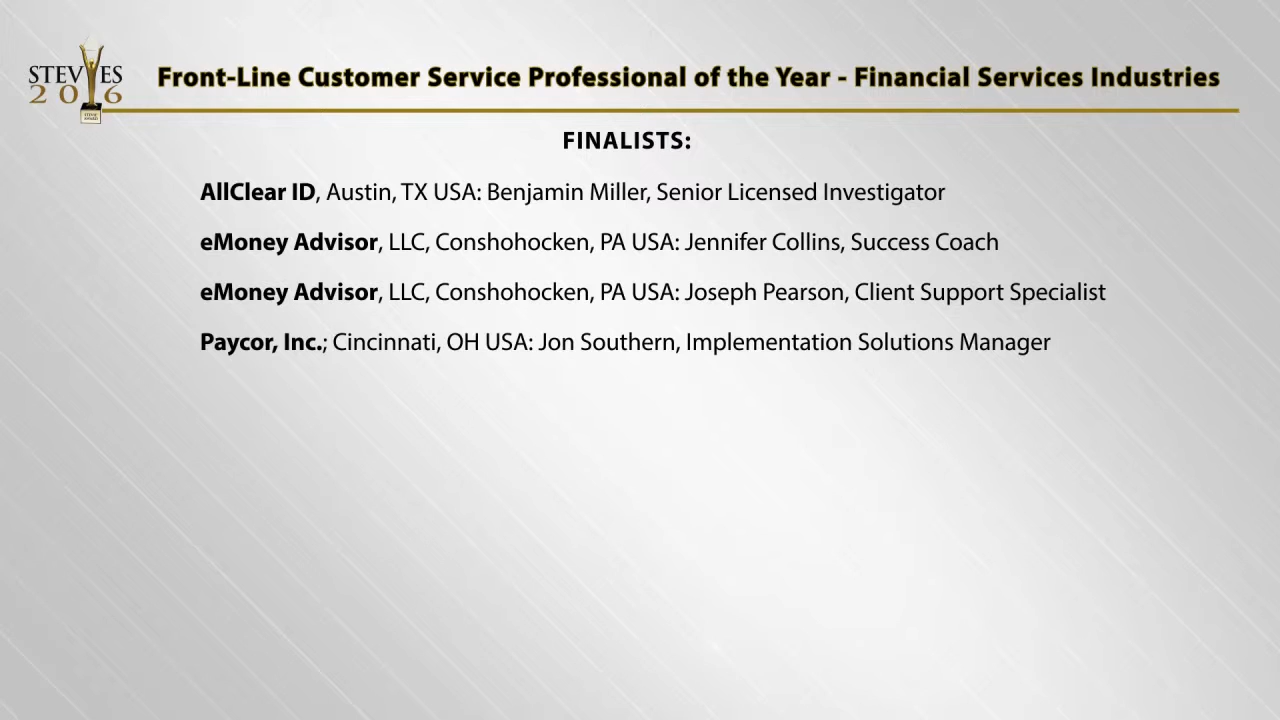 STEVIES
2016
Front-Line Customer Service Professional of the Year - Financial Services Industries
FINALISTS:
AllClear ID, Austin, TX USA: Benjamin Miller, Senior Licensed Investigator
eMoney Advisor, LLC, Conshohocken, PA USA: Jennifer Collins, Success Coach
eMoney Advisor, LLC, Conshohocken, PA USA: Joseph Pearson, Client Support Specialist
Paycor, Inc.; Cincinnati, OH USA: Jon Southern, Implementation Solutions Manager